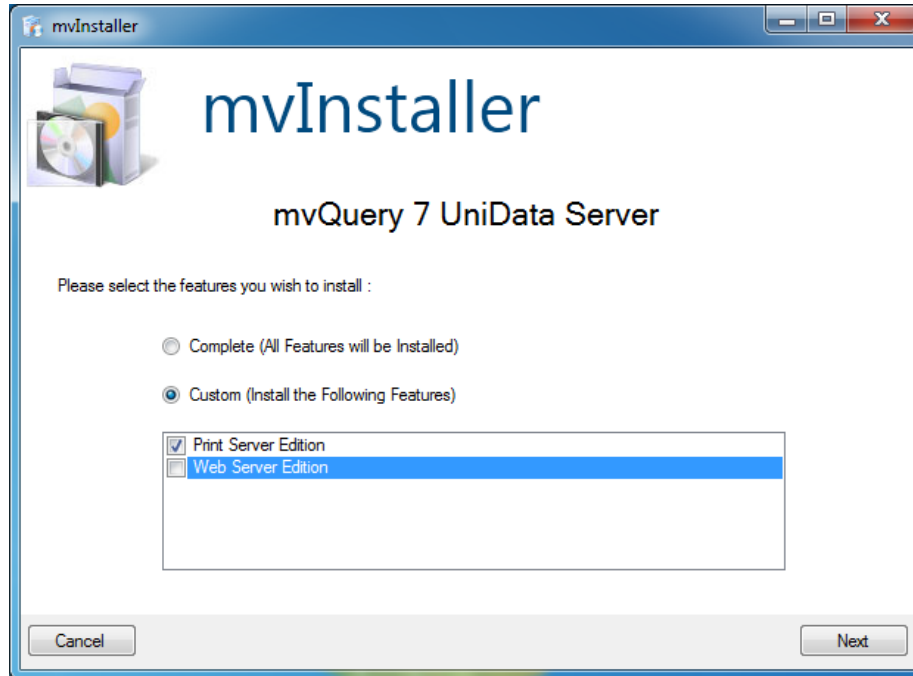 mvInstaller
mvInstaller
mvQuery 7 UniData Server
Please select the features you wish to install :
Complete (All Features will be Installed)
Custom (Install the Following Features)
Print Server Edition
Web Server Edition
Cancel
Next